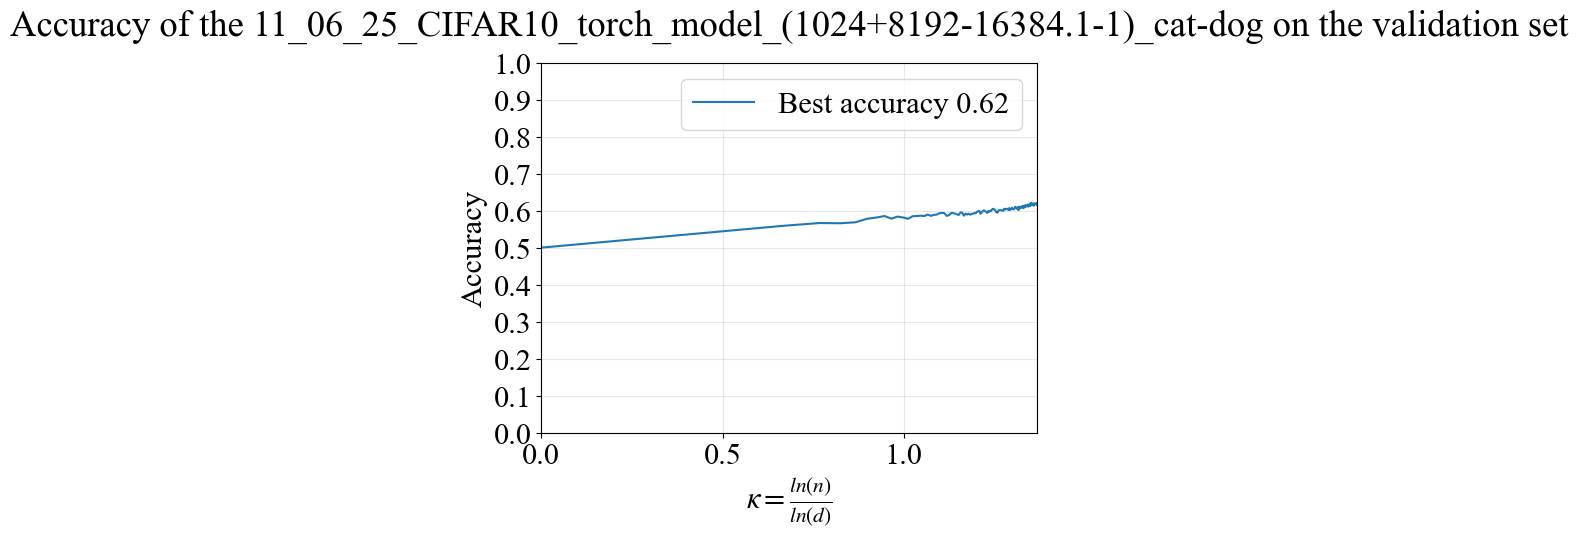 Accuracy of the 11_06_25_CIFAR10_torch_model_(1024+8192-16384.1-1)_cat-dog on the validation set
Best accuracy 0.62
Accuracy
1.0
0.9
0.8
0.7
0.6
0.5
0.4
0.3
0.2
0.1
0.0
0.0 0.5 1.0
κ = ln(n) / ln(d)